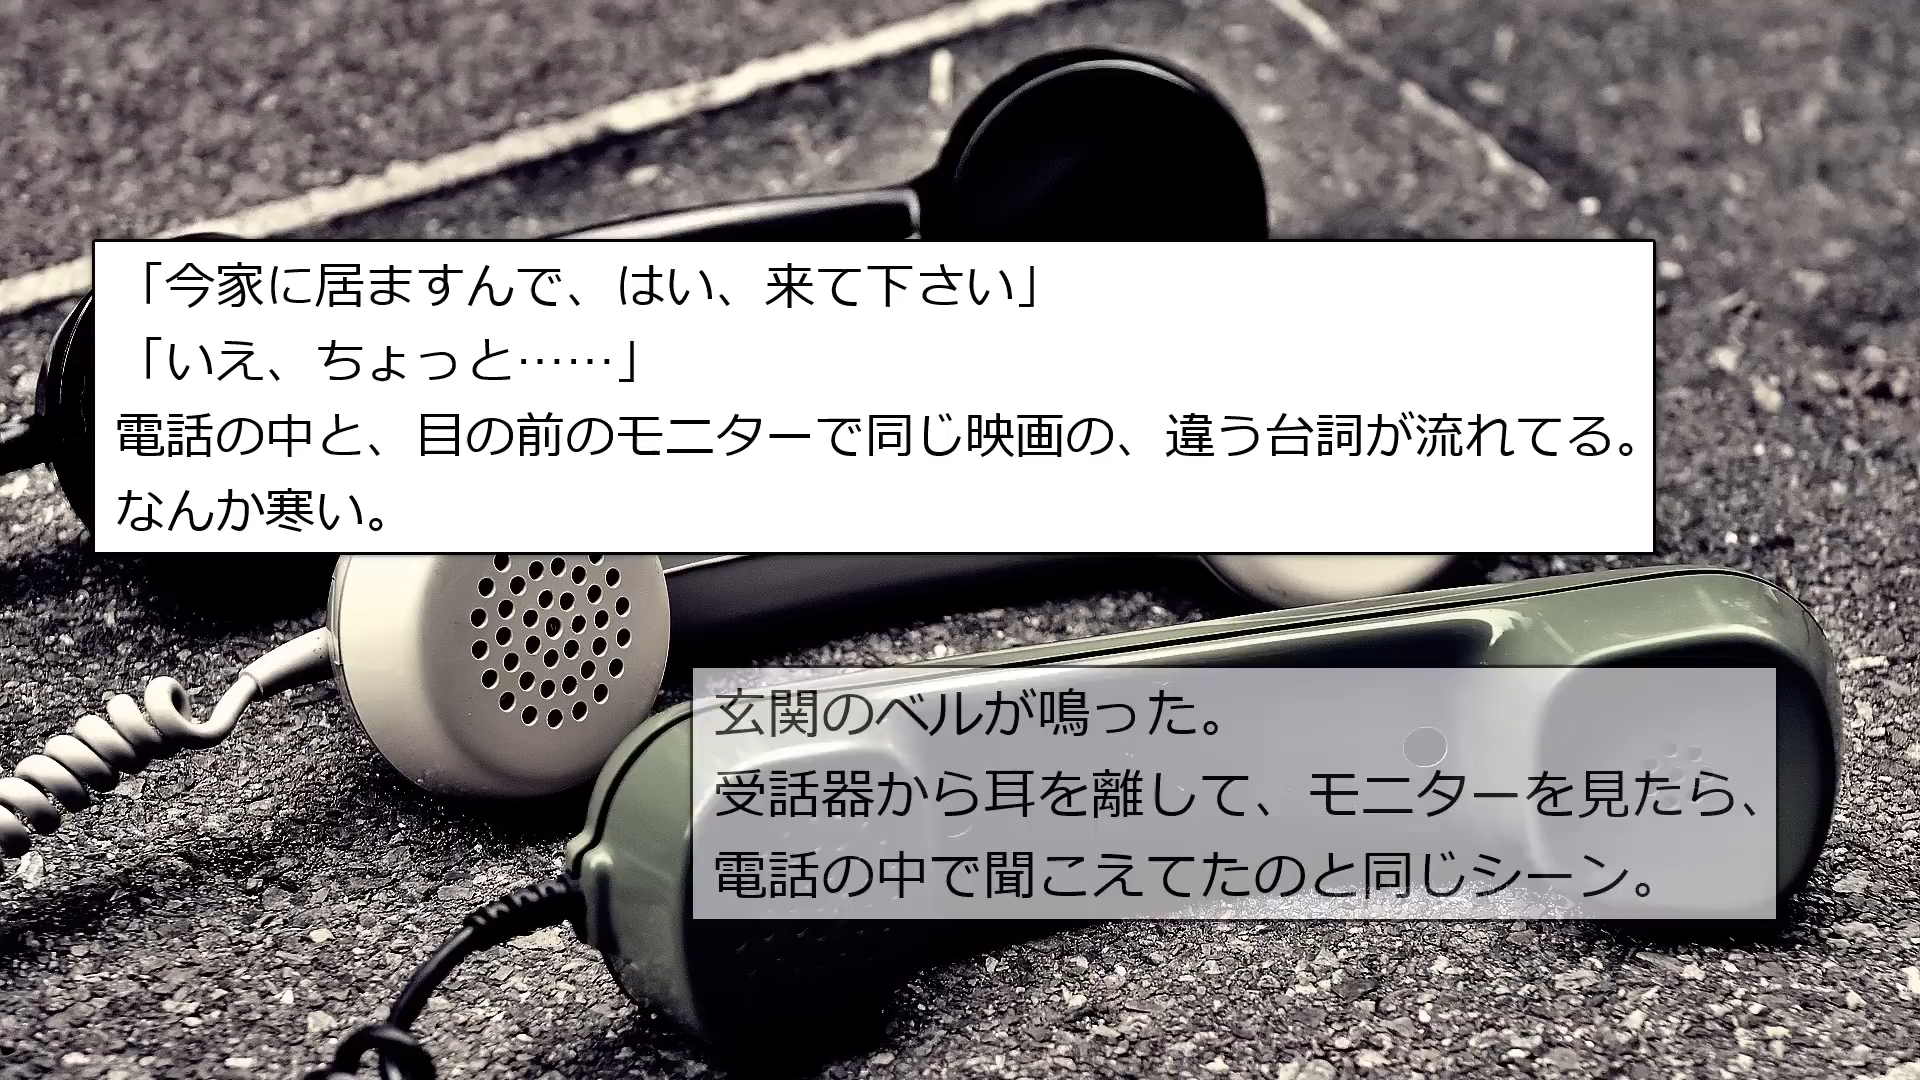 「今家に居ますんで、はい、来て下さい」
「いえ、ちょっと……」
電話の中と、目の前のモニターで同じ映画の、違う台詞が流れてる。
なんか寒い。
玄関のベルが鳴った。
受話器から耳を離して、モニターを見たら、
電話の中で聞こえてたのと同じシーン。